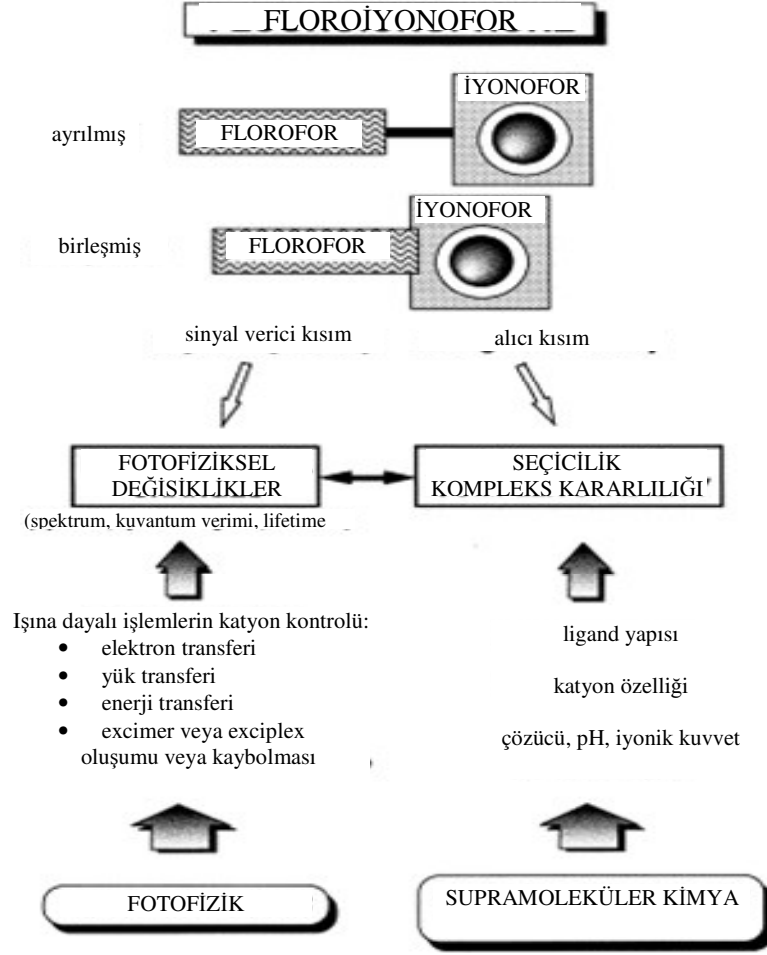 FLOROİYONOFOR
İYONOFOR
ayrılmış FLOROFOR
İYONOFOR
birleşmiş FLOROFOR
sinyal verici kısım alıcı kısım
FOTOFİZİKSEL
DEĞİSİKLİKLER
SEÇİCİLİK
KOMPLEKS KARARLILIĞI
(spektrum, kuvantum verimi, lifetime
Işına dayalı işlemlerin katyon kontrolü:
• elektron transferi
• yük transferi
• enerji transferi
• excimer veya exciplex
oluşumu veya kaybolması
ligand yapısı
katyon özelliği
çözücü, pH, iyonik kuvvet
FOTOFİZİK
SUPRAMOLEKÜLER KİMYA